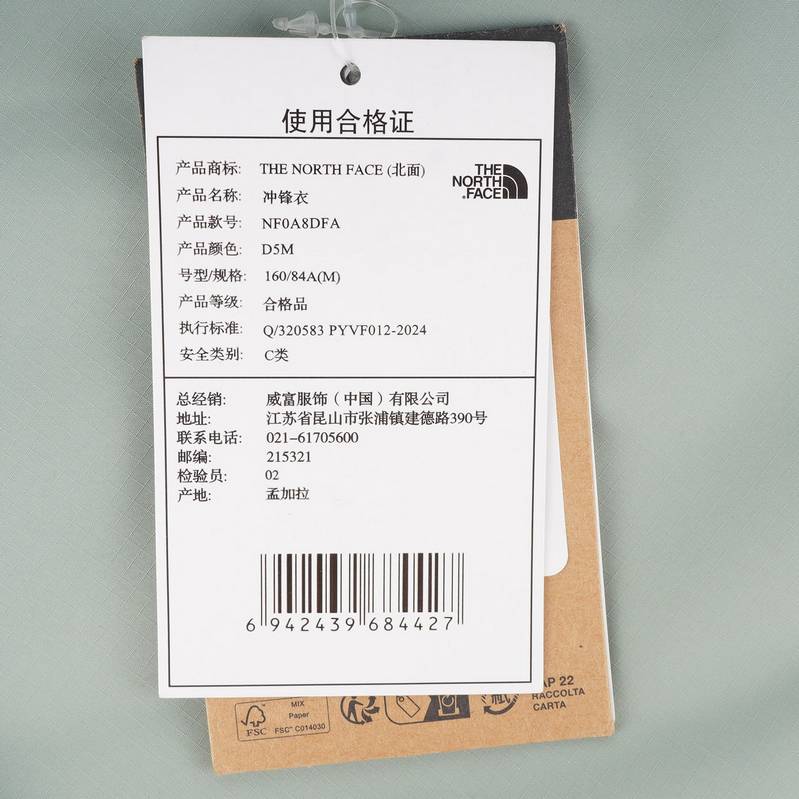 使用合格证
产品商标: THE NORTH FACE (北面)
THE
NORTH
FACE
产品名称: 冲锋衣
产品款号: NF0A8DFA
产品颜色: D5M
号型/规格: 160/84A(M)
产品等级: 合格品
执行标准: Q/320583 PYVF012-2024
安全类别: C类
总经销: 威富服饰(中国)有限公司
地址: 江苏省昆山市张浦镇建德路390号
联系电话: 021-61705600
邮编: 215321
检验员: 02
产地: 孟加拉
6 942439 684427
FSC
MIX
Paper
FSC™ C014030
AP 22
RACCOLTA
CARTA